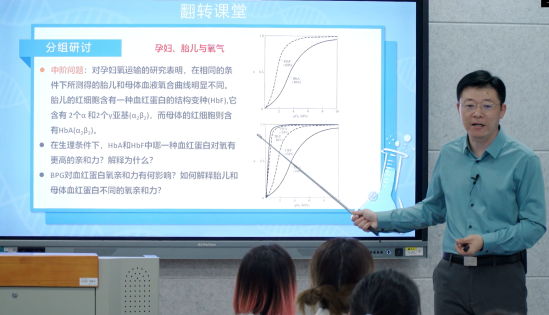 翻转课堂
分组研讨
孕妇、胎儿与氧气
中阶问题：对孕妇氧运输的研究表明，在相同的条
件下所测得的胎儿和母体血液氧合曲线明显不同。
胎儿的红细胞含有一种血红蛋白的结构变种(HbF),它
含有2个α和2个γ亚基(α₂γ₂)，而母体的红细胞则含
有HbA(α₂β₂)。
在生理条件下，HbA和HbF中哪一种血红蛋白对氧有
更高的亲和力？解释为什么？
BPG对血红蛋白氧亲和力有何影响？如何解释胎儿和
母体血红蛋白不同的氧亲和力？